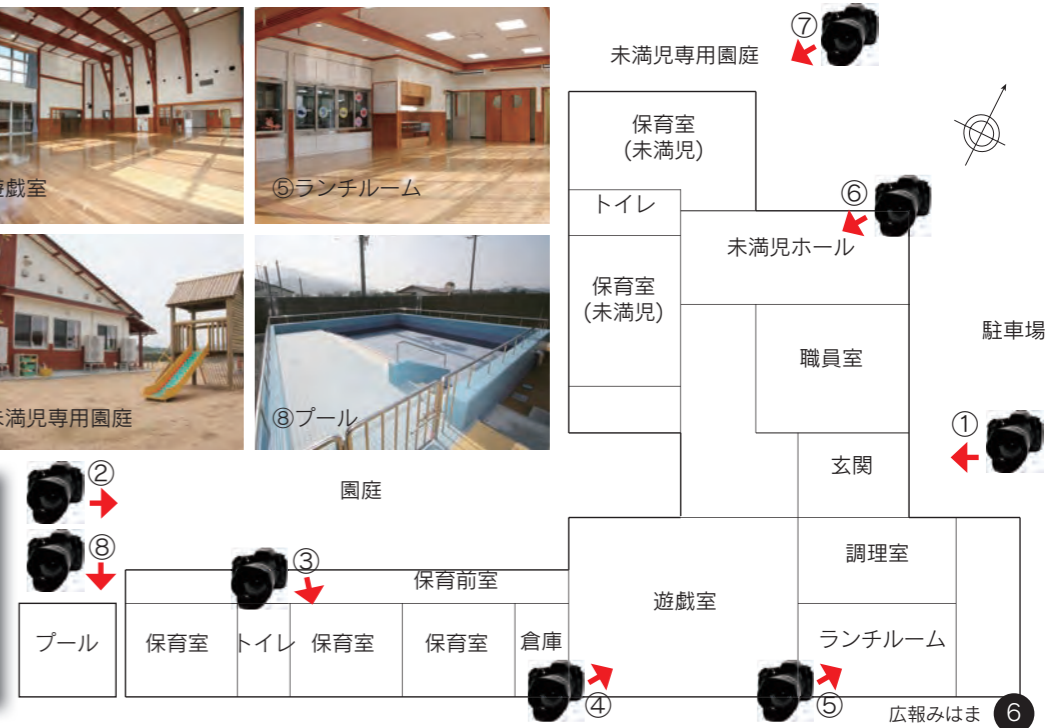 遊戯室
⑤ランチルーム
未満児専用園庭
⑧プール
⑦
未満児専用園庭
保育室
(未満児)
⑥
トイレ
未満児ホール
保育室
(未満児)
駐車場
職員室
①
玄関
②
園庭
⑧
③
保育前室
調理室
遊戯室
プール
保育室
トイレ
保育室
保育室
倉庫
ランチルーム
④
⑤
広報みはま 6